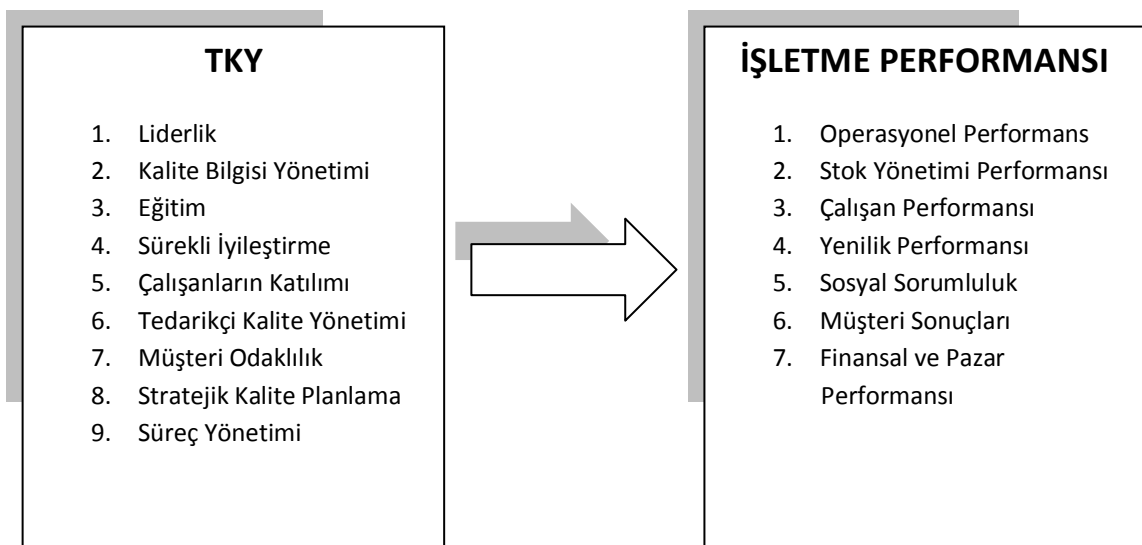 TKY
1. Liderlik
2. Kalite Bilgisi Yönetimi
3. Eğitim
4. Sürekli İyileştirme
5. Çalışanların Katılımı
6. Tedarikçi Kalite Yönetimi
7. Müşteri Odaklılık
8. Stratejik Kalite Planlama
9. Süreç Yönetimi
İŞLETME PERFORMANSI
1. Operasyonel Performans
2. Stok Yönetimi Performansı
3. Çalışan Performansı
4. Yenilik Performansı
5. Sosyal Sorumluluk
6. Müşteri Sonuçları
7. Finansal ve Pazar
Performansı